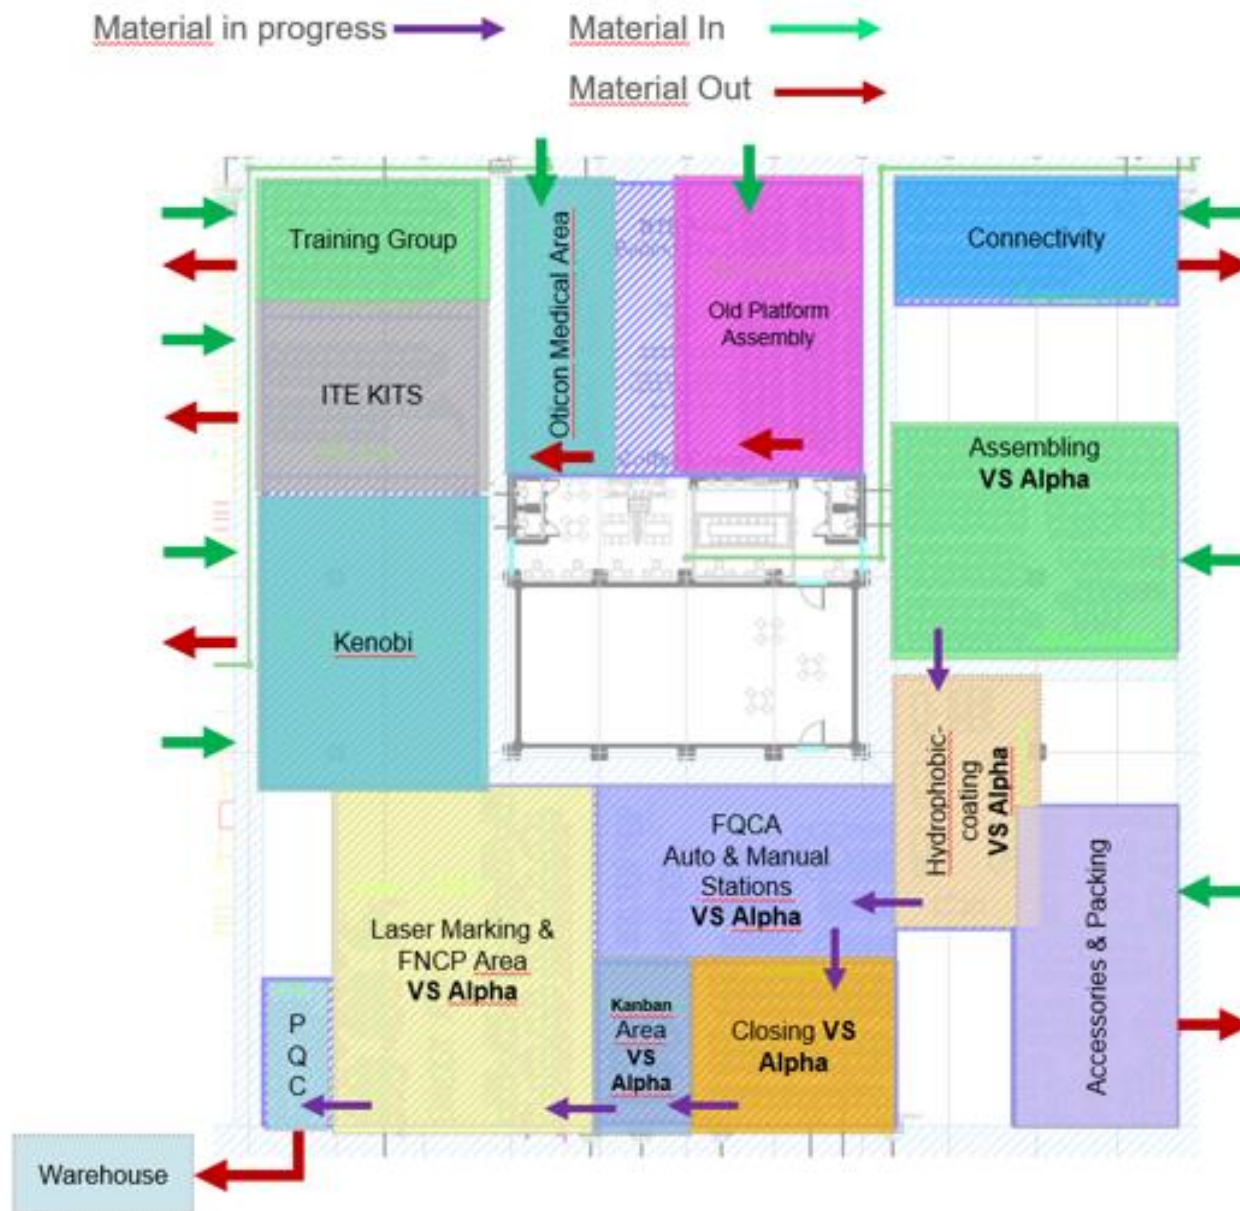 Material in progress
Material In
Material Out
Training Group
Oticon Medical Area
Old Platform
Assembly
Connectivity
ITE KITS
Assembling
VS Alpha
Kenobi
Hydrophobic-
coating
VS Alpha
FQCA
Auto & Manual
Stations
VS Alpha
Laser Marking &
FNCP Area
VS Alpha
Accessories & Packing
Kanban
Area
VS
Alpha
Closing VS
Alpha
P
Q
C
Warehouse